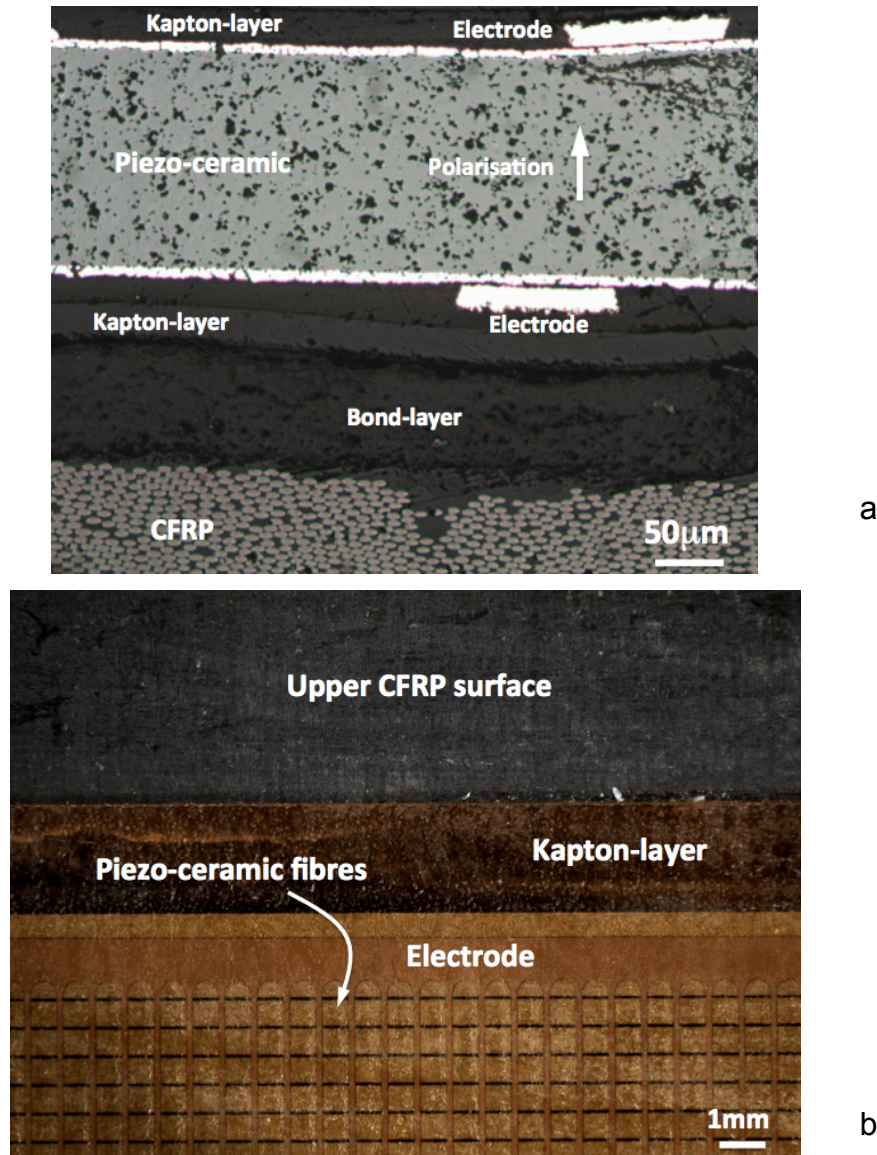 Kapton-layer
Electrode
Piezo-ceramic
Polarisation
Kapton-layer
Electrode
Bond-layer
CFRP
50μm
a
Upper CFRP surface
Kapton-layer
Piezo-ceramic fibres
Electrode
1mm
b